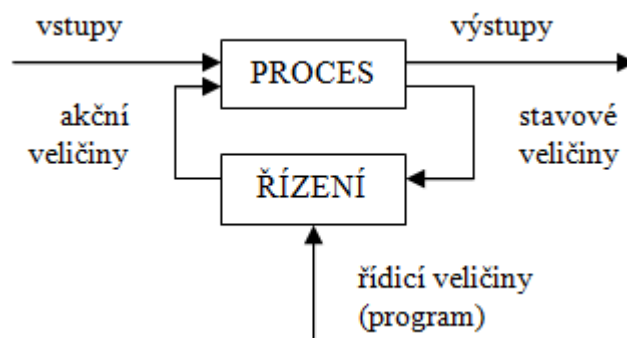 vstupy
výstupy
PROCES
akční
veličiny
stavové
veličiny
ŘÍZENÍ
řídicí veličiny
(program)